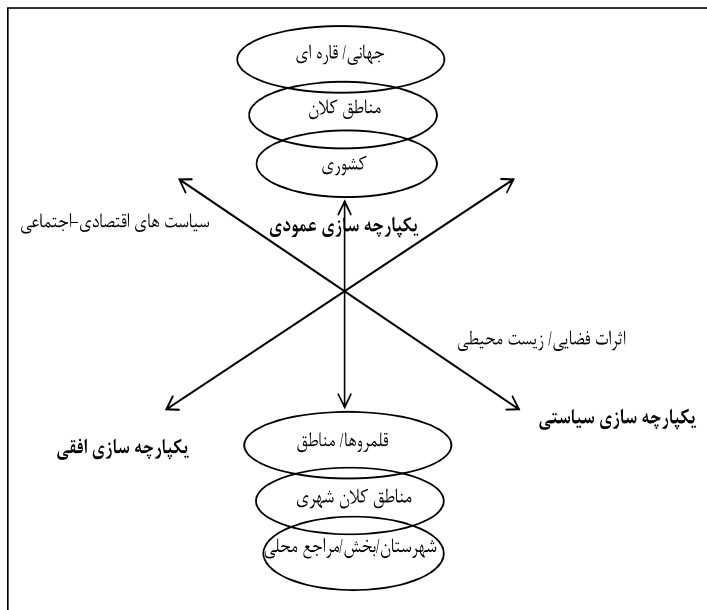 جهانی/ قاره ای
مناطق کلان
کشوری
سیاست های اقتصادی-اجتماعی
یکپارچه سازی عمودی
اثرات فضایی/ زیست محیطی
یکپارچه سازی سیاستی
یکپارچه سازی افقی
قلمروها/ مناطق
مناطق کلان شهری
شهرستان/بخش/مراجع محلی